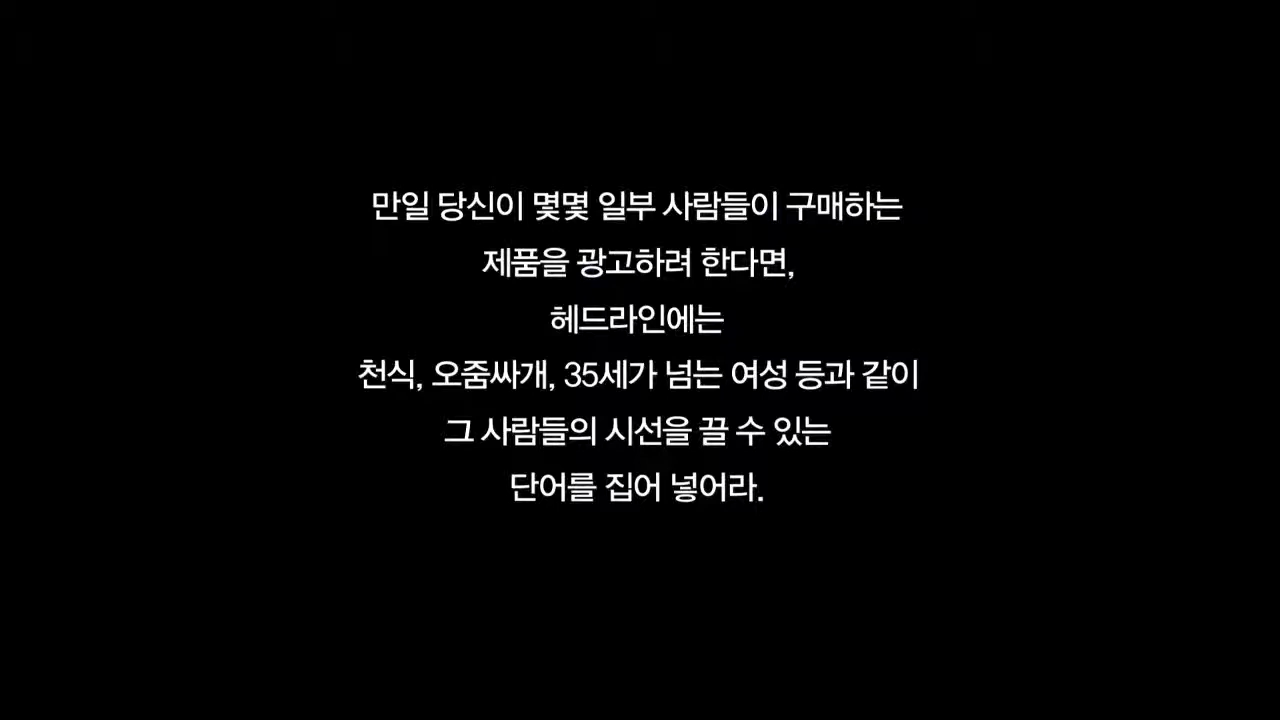 만일 당신이 몇몇 일부 사람들이 구매하는
제품을 광고하려 한다면,
헤드라인에는
천식, 오줌싸개, 35세가 넘는 여성 등과 같이
그 사람들의 시선을 끌 수 있는
단어를 집어 넣어라.